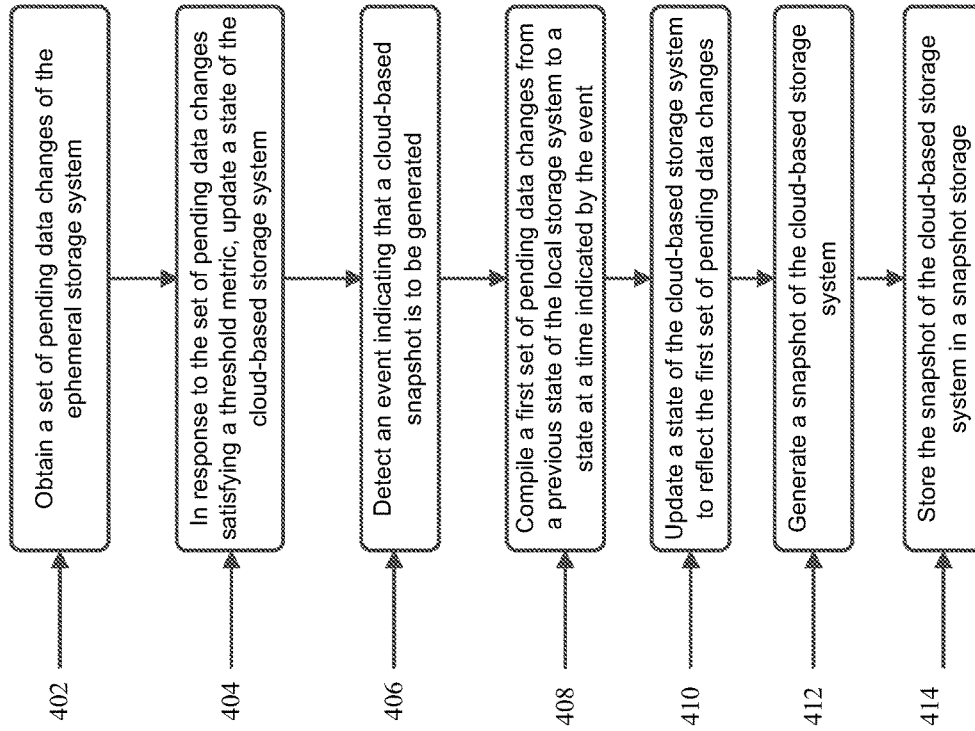 402
Obtain a set of pending data changes of the
ephemeral storage system
404
In response to the set of pending data changes
satisfying a threshold metric, update a state of the
cloud-based storage system
406
Detect an event indicating that a cloud-based
snapshot is to be generated
408
Compile a first set of pending data changes from
a previous state of the local storage system to a
state at a time indicated by the event
410
Update a state of the cloud-based storage system
to reflect the first set of pending data changes
412
Generate a snapshot of the cloud-based storage
system
414
Store the snapshot of the cloud-based storage
system in a snapshot storage